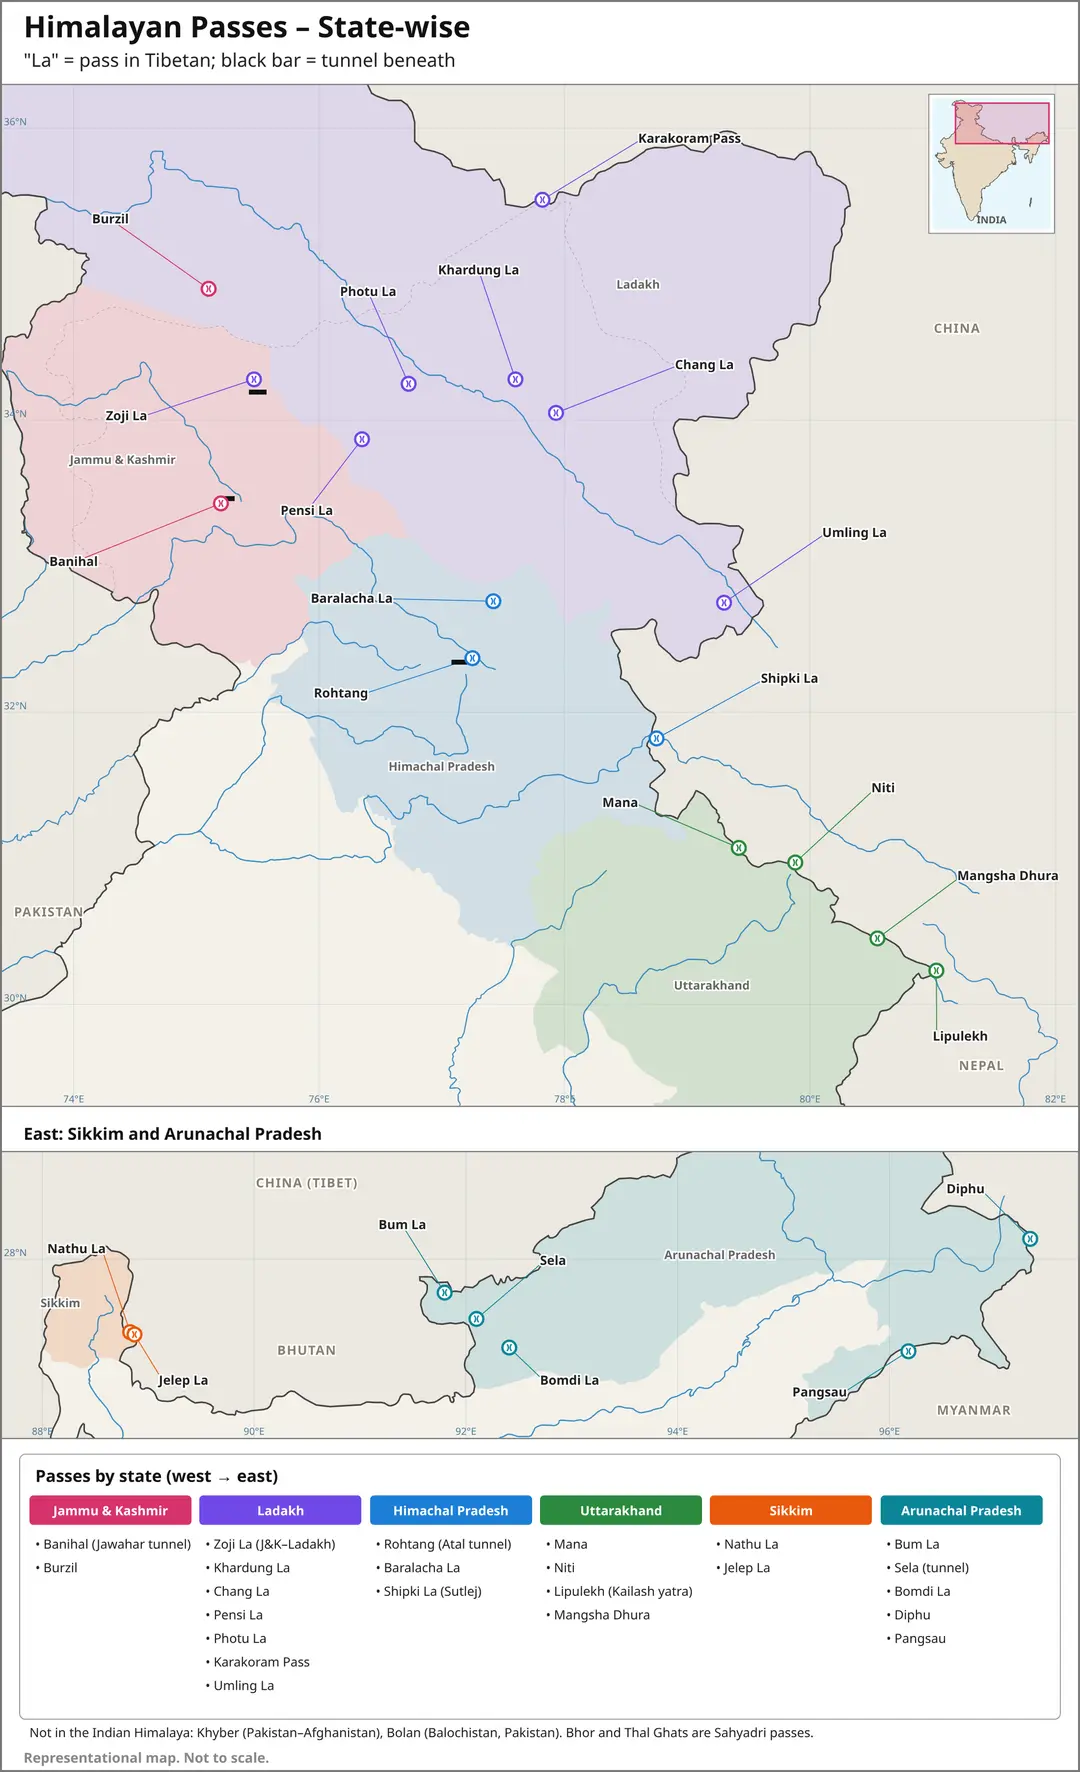 Himalayan Passes – State-wise
"La" = pass in Tibetan; black bar = tunnel beneath
36°N
Karakoram Pass
INDIA
Burzil
Khardung La
Photu La
Ladakh
CHINA
Chang La
34°N
Zoji La
Jammu & Kashmir
Pensi La
Umling La
Banihal
Baralacha La
Shipki La
Rohtang
32°N
Himachal Pradesh
Niti
Mana
Mangsha Dhura
PAKISTAN
Uttarakhand
30°N
Lipulekh
NEPAL
74°E
76°E
78°E
80°E
82°E
East: Sikkim and Arunachal Pradesh
CHINA (TIBET)
Diphu
Bum La
Nathu La
28°N
Sela
Arunachal Pradesh
Sikkim
BHUTAN
Jelep La
Bomdi La
Pangsau
MYANMAR
88°E
90°E
92°E
94°E
96°E
Passes by state (west → east)
Jammu & Kashmir
• Banihal (Jawahar tunnel)
• Burzil
Ladakh
• Zoji La (J&K–Ladakh)
• Khardung La
• Chang La
• Pensi La
• Photu La
• Karakoram Pass
• Umling La
Himachal Pradesh
• Rohtang (Atal tunnel)
• Baralacha La
• Shipki La (Sutlej)
Uttarakhand
• Mana
• Niti
• Lipulekh (Kailash yatra)
• Mangsha Dhura
Sikkim
• Nathu La
• Jelep La
Arunachal Pradesh
• Bum La
• Sela (tunnel)
• Bomdi La
• Diphu
• Pangsau
Not in the Indian Himalaya: Khyber (Pakistan–Afghanistan), Bolan (Balochistan, Pakistan). Bhor and Thal Ghats are Sahyadri passes.
Representational map. Not to scale.